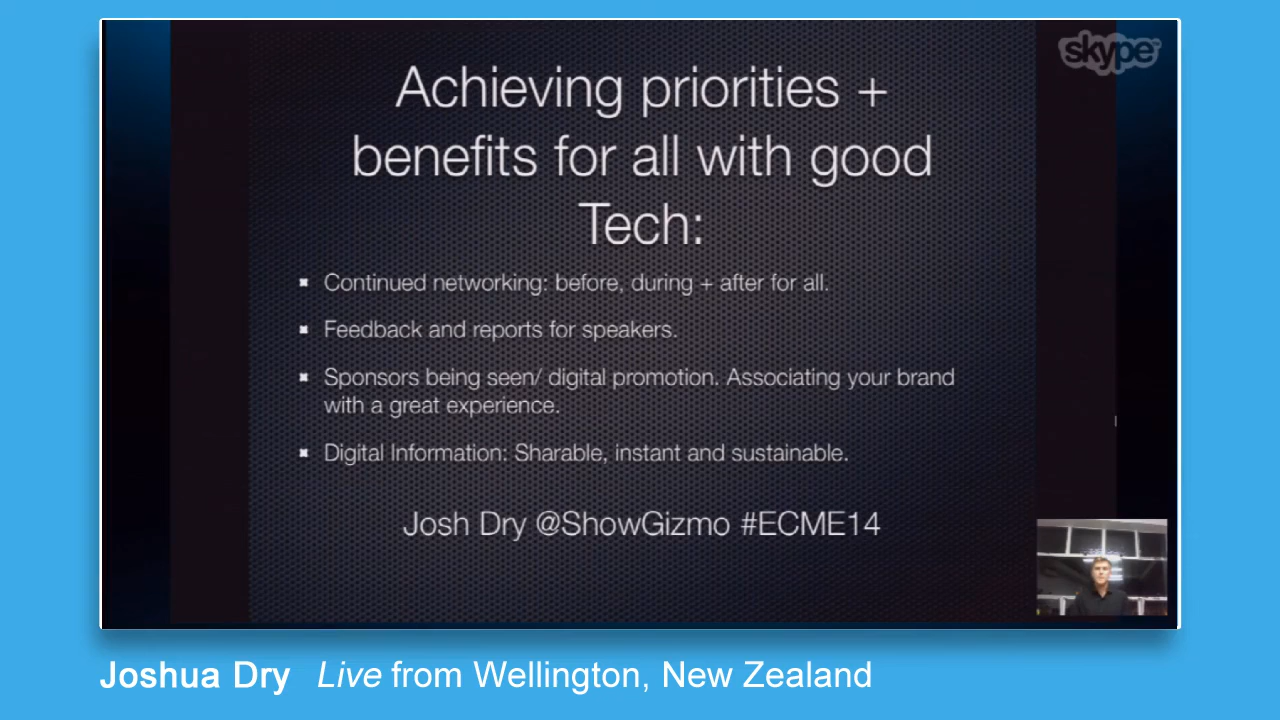 skype™
Achieving priorities +
benefits for all with good
Tech:
Continued networking: before, during + after for all.
Feedback and reports for speakers.
Sponsors being seen/ digital promotion. Associating your brand
with a great experience.
Digital Information: Sharable, instant and sustainable.
Josh Dry @ShowGizmo #ECME14
Joshua Dry Live from Wellington, New Zealand